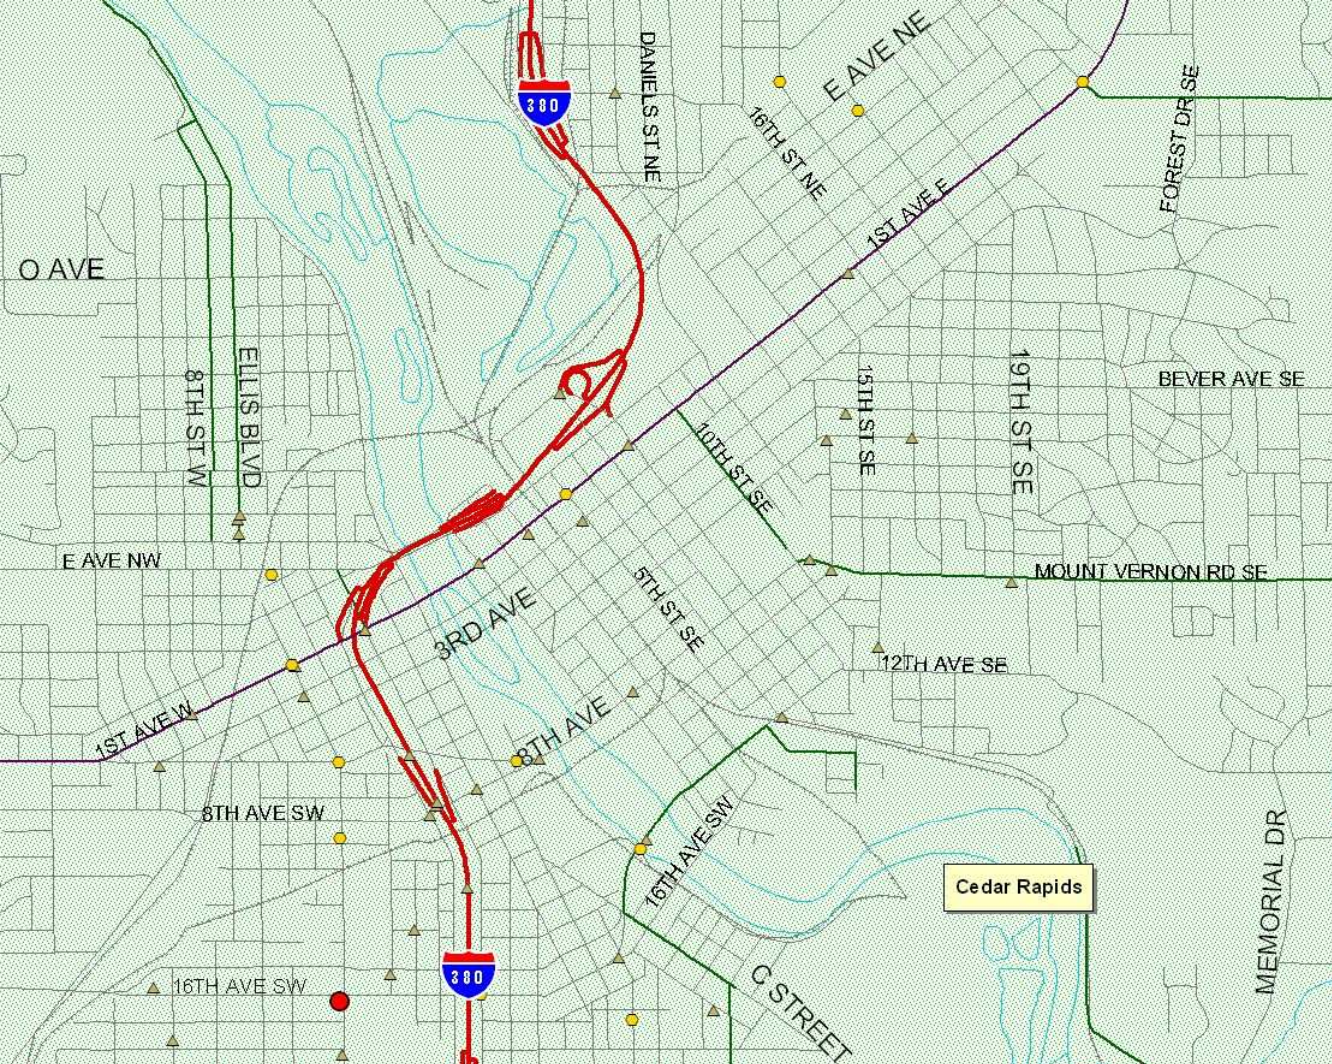 E AVE NE
DANIELS ST NE
380
FOREST DR SE
16TH ST NE
1ST AVE E
O AVE
8TH ST W
ELLIS BLVD
15TH ST SE
19TH ST SE
BEVER AVE SE
10TH ST SE
E AVE NW
MOUNT VERNON RD SE
3RD AVE
5TH ST SE
12TH AVE SE
1ST AVE W
8TH AVE
8TH AVE SW
16TH AVE SW
MEMORIAL DR
Cedar Rapids
380
16TH AVE SW
C STREET